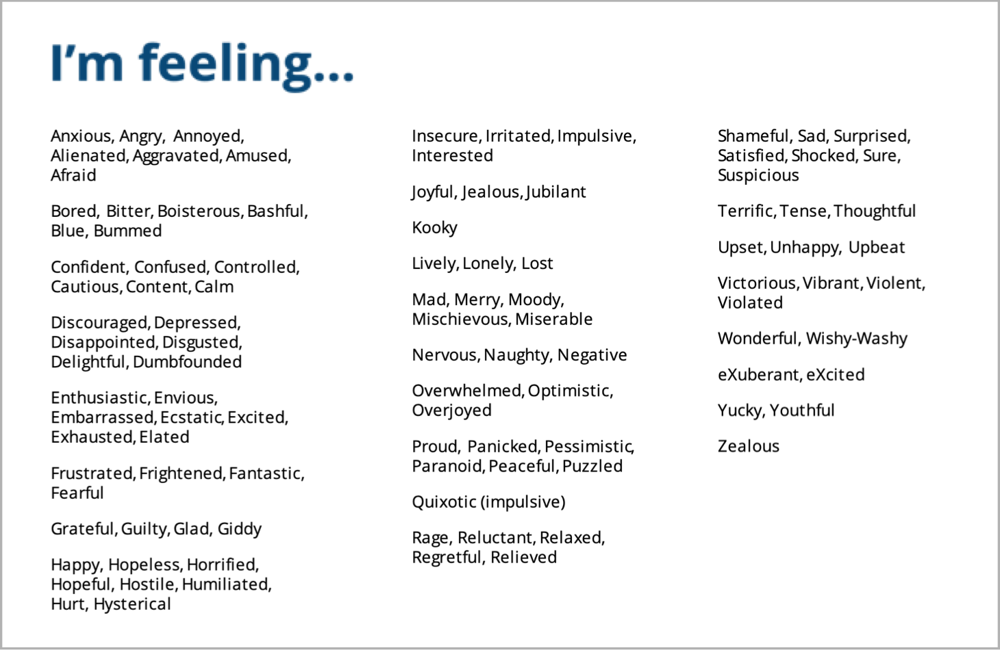 I’m feeling...
Anxious, Angry, Annoyed,
Alienated, Aggravated, Amused,
Afraid
Bored, Bitter, Boisterous, Bashful,
Blue, Bummed
Confident, Confused, Controlled,
Cautious, Content, Calm
Discouraged, Depressed,
Disappointed, Disgusted,
Delightful, Dumbfounded
Enthusiastic, Envious,
Embarrassed, Ecstatic, Excited,
Exhausted, Elated
Frustrated, Frightened, Fantastic,
Fearful
Grateful, Guilty, Glad, Giddy
Happy, Hopeless, Horrified,
Hopeful, Hostile, Humiliated,
Hurt, Hysterical
Insecure, Irritated, Impulsive,
Interested
Joyful, Jealous, Jubilant
Kooky
Lively, Lonely, Lost
Mad, Merry, Moody,
Mischievous, Miserable
Nervous, Naughty, Negative
Overwhelmed, Optimistic,
Overjoyed
Proud, Panicked, Pessimistic,
Paranoid, Peaceful, Puzzled
Quixotic (impulsive)
Rage, Reluctant, Relaxed,
Regretful, Relieved
Shameful, Sad, Surprised,
Satisfied, Shocked, Sure,
Suspicious
Terrific, Tense, Thoughtful
Upset, Unhappy, Upbeat
Victorious, Vibrant, Violent,
Violated
Wonderful, Wishy-Washy
eXuberant, eXcited
Yucky, Youthful
Zealous